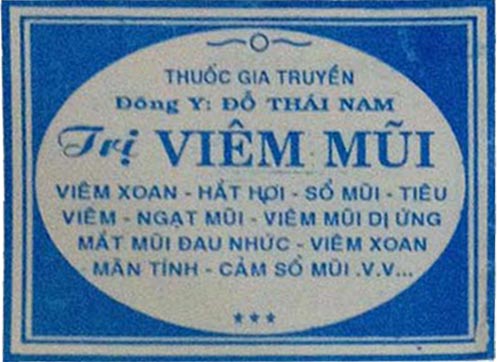 THUỐC GIA TRUYỀN
Đông Y: ĐỖ THÁI NAM
Trị VIÊM MŨI
VIÊM XOAN - HẮT HƠI - SỔ MŨI - TIÊU
VIÊM - NGẠT MŨI - VIÊM MŨI DỊ ỨNG
MẮT MŨI ĐAU NHỨC - VIÊM XOAN
MÃN TÍNH - CẢM SỔ MŨI .V.V...
★★★